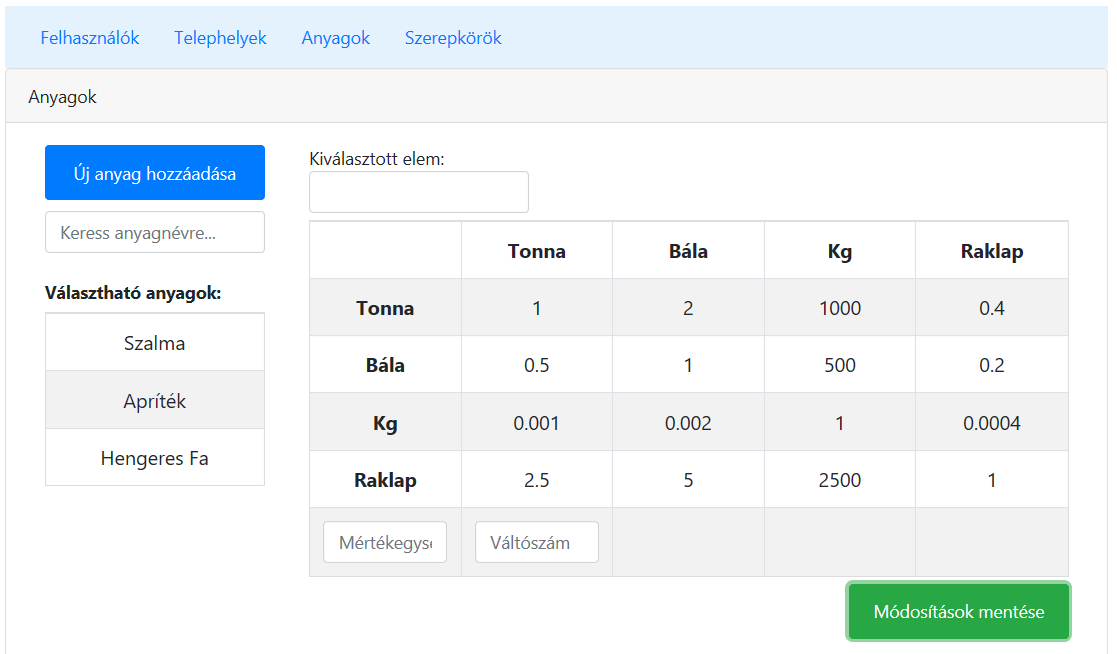 Felhasználók Telephelyek Anyagok Szerepkörök
Anyagok
Új anyag hozzáadása
Keress anyagnévre...
Választható anyagok:
Szalma
Apríték
Hengeres Fa
Kiválasztott elem:
Tonna Bála Kg Raklap
Tonna 1 2 1000 0.4
Bála 0.5 1 500 0.2
Kg 0.001 0.002 1 0.0004
Raklap 2.5 5 2500 1
Mértékegysé Váltószám
Módosítások mentése